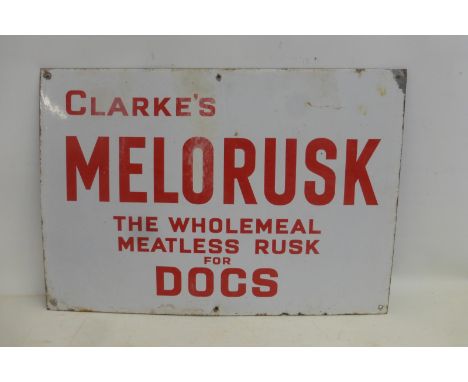 CLARKE'S
MELORUSK
THE WHOLEMEAL
MEATLESS RUSK
FOR
DOGS